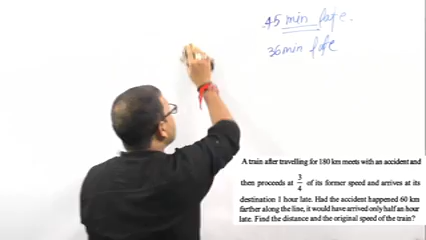 45 min late.
36min late
A train after travelling for 180 km meets with an accident and
then proceeds at 3/4 of its former speed and arrives at its
destination 1 hour late. Had the accident happened 60 km
farther along the line, it would have arrived only half an hour
late. Find the distance and the original speed of the train?